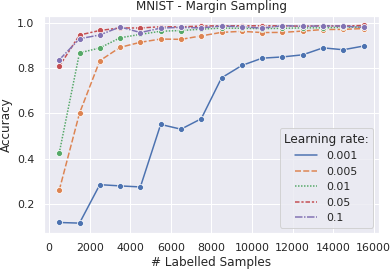 MNIST - Margin Sampling
Accuracy
1.0
0.8
0.6
0.4
0.2
Learning rate:
0.001
0.005
0.01
0.05
0.1
0 2000 4000 6000 8000 10000 12000 14000 16000
# Labelled Samples